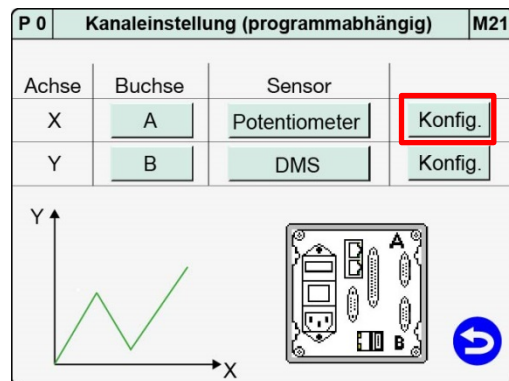 P 0 Kanaleinstellung (programmabhängig) M21
Achse Buchse Sensor
X A Potentiometer Konfig.
Y B DMS Konfig.
Y
A
B
X